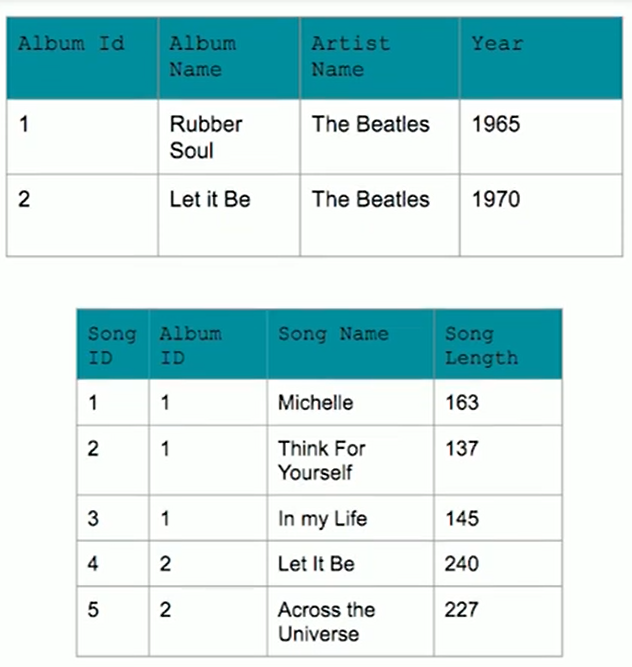 Album Id Album Name Artist Name Year
1 Rubber Soul The Beatles 1965
2 Let it Be The Beatles 1970
Song ID Album ID Song Name Song Length
1 1 Michelle 163
2 1 Think For Yourself 137
3 1 In my Life 145
4 2 Let It Be 240
5 2 Across the Universe 227